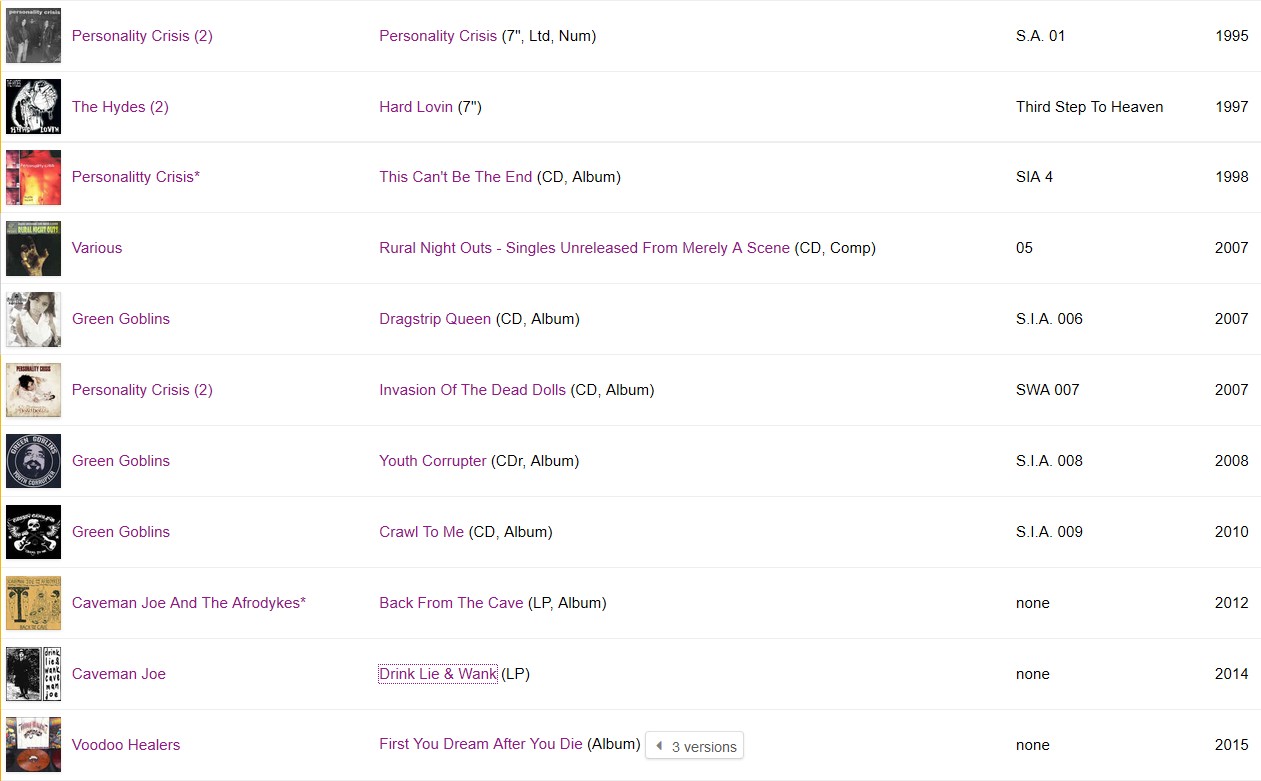 personality crisis
Personality Crisis (2) Personality Crisis (7", Ltd, Num) S.A. 01 1995
The Hydes (2) Hard Lovin (7") Third Step To Heaven 1997
Personalitty Crisis* This Can't Be The End (CD, Album) SIA 4 1998
RURAL NIGHT OUTS
Various Rural Night Outs - Singles Unreleased From Merely A Scene (CD, Comp) 05 2007
Green Goblins Dragstrip Queen (CD, Album) S.I.A. 006 2007
PERSONALITY CRISIS
Personality Crisis (2) Invasion Of The Dead Dolls (CD, Album) SWA 007 2007
GREEN GOBLINS
YOUTH CORRUPTER
Green Goblins Youth Corrupter (CDr, Album) S.I.A. 008 2008
Green Goblins Crawl To Me (CD, Album) S.I.A. 009 2010
Caveman Joe And The Afrodykes* Back From The Cave (LP, Album) none 2012
drink
lie &
wank
cave
man
joe
Caveman Joe Drink Lie & Wank (LP) none 2014
Voodoo Healers First You Dream After You Die (Album) 3 versions none 2015